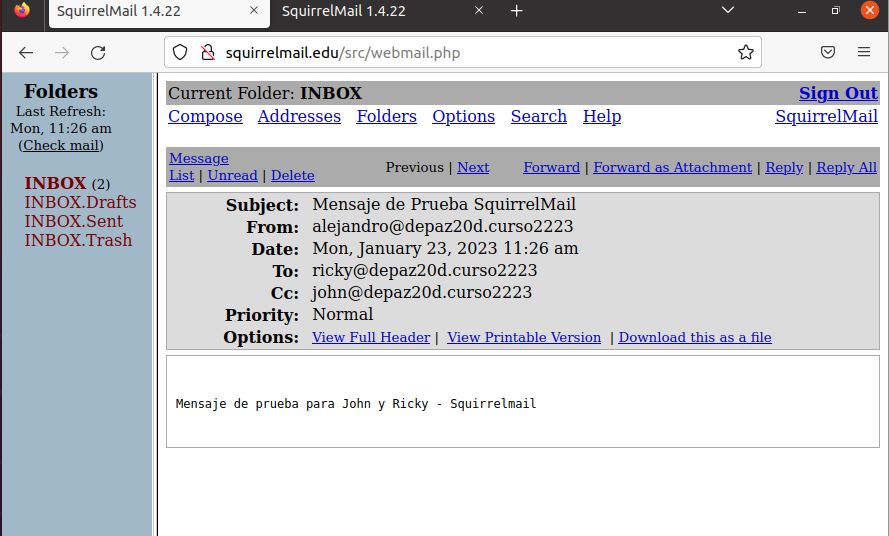 SquirrelMail 1.4.22
SquirrelMail 1.4.22
squirrelmail.edu/src/webmail.php
Folders
Last Refresh:
Mon, 11:26 am
(Check mail)
INBOX (2)
INBOX.Drafts
INBOX.Sent
INBOX.Trash
Current Folder: INBOX Sign Out
Compose Addresses Folders Options Search Help SquirrelMail
Message
List | Unread | Delete Previous | Next Forward | Forward as Attachment | Reply | Reply All
Subject: Mensaje de Prueba SquirrelMail
From: alejandro@depaz20d.curso2223
Date: Mon, January 23, 2023 11:26 am
To: ricky@depaz20d.curso2223
Cc: john@depaz20d.curso2223
Priority: Normal
Options: View Full Header | View Printable Version | Download this as a file
Mensaje de prueba para John y Ricky - Squirrelmail